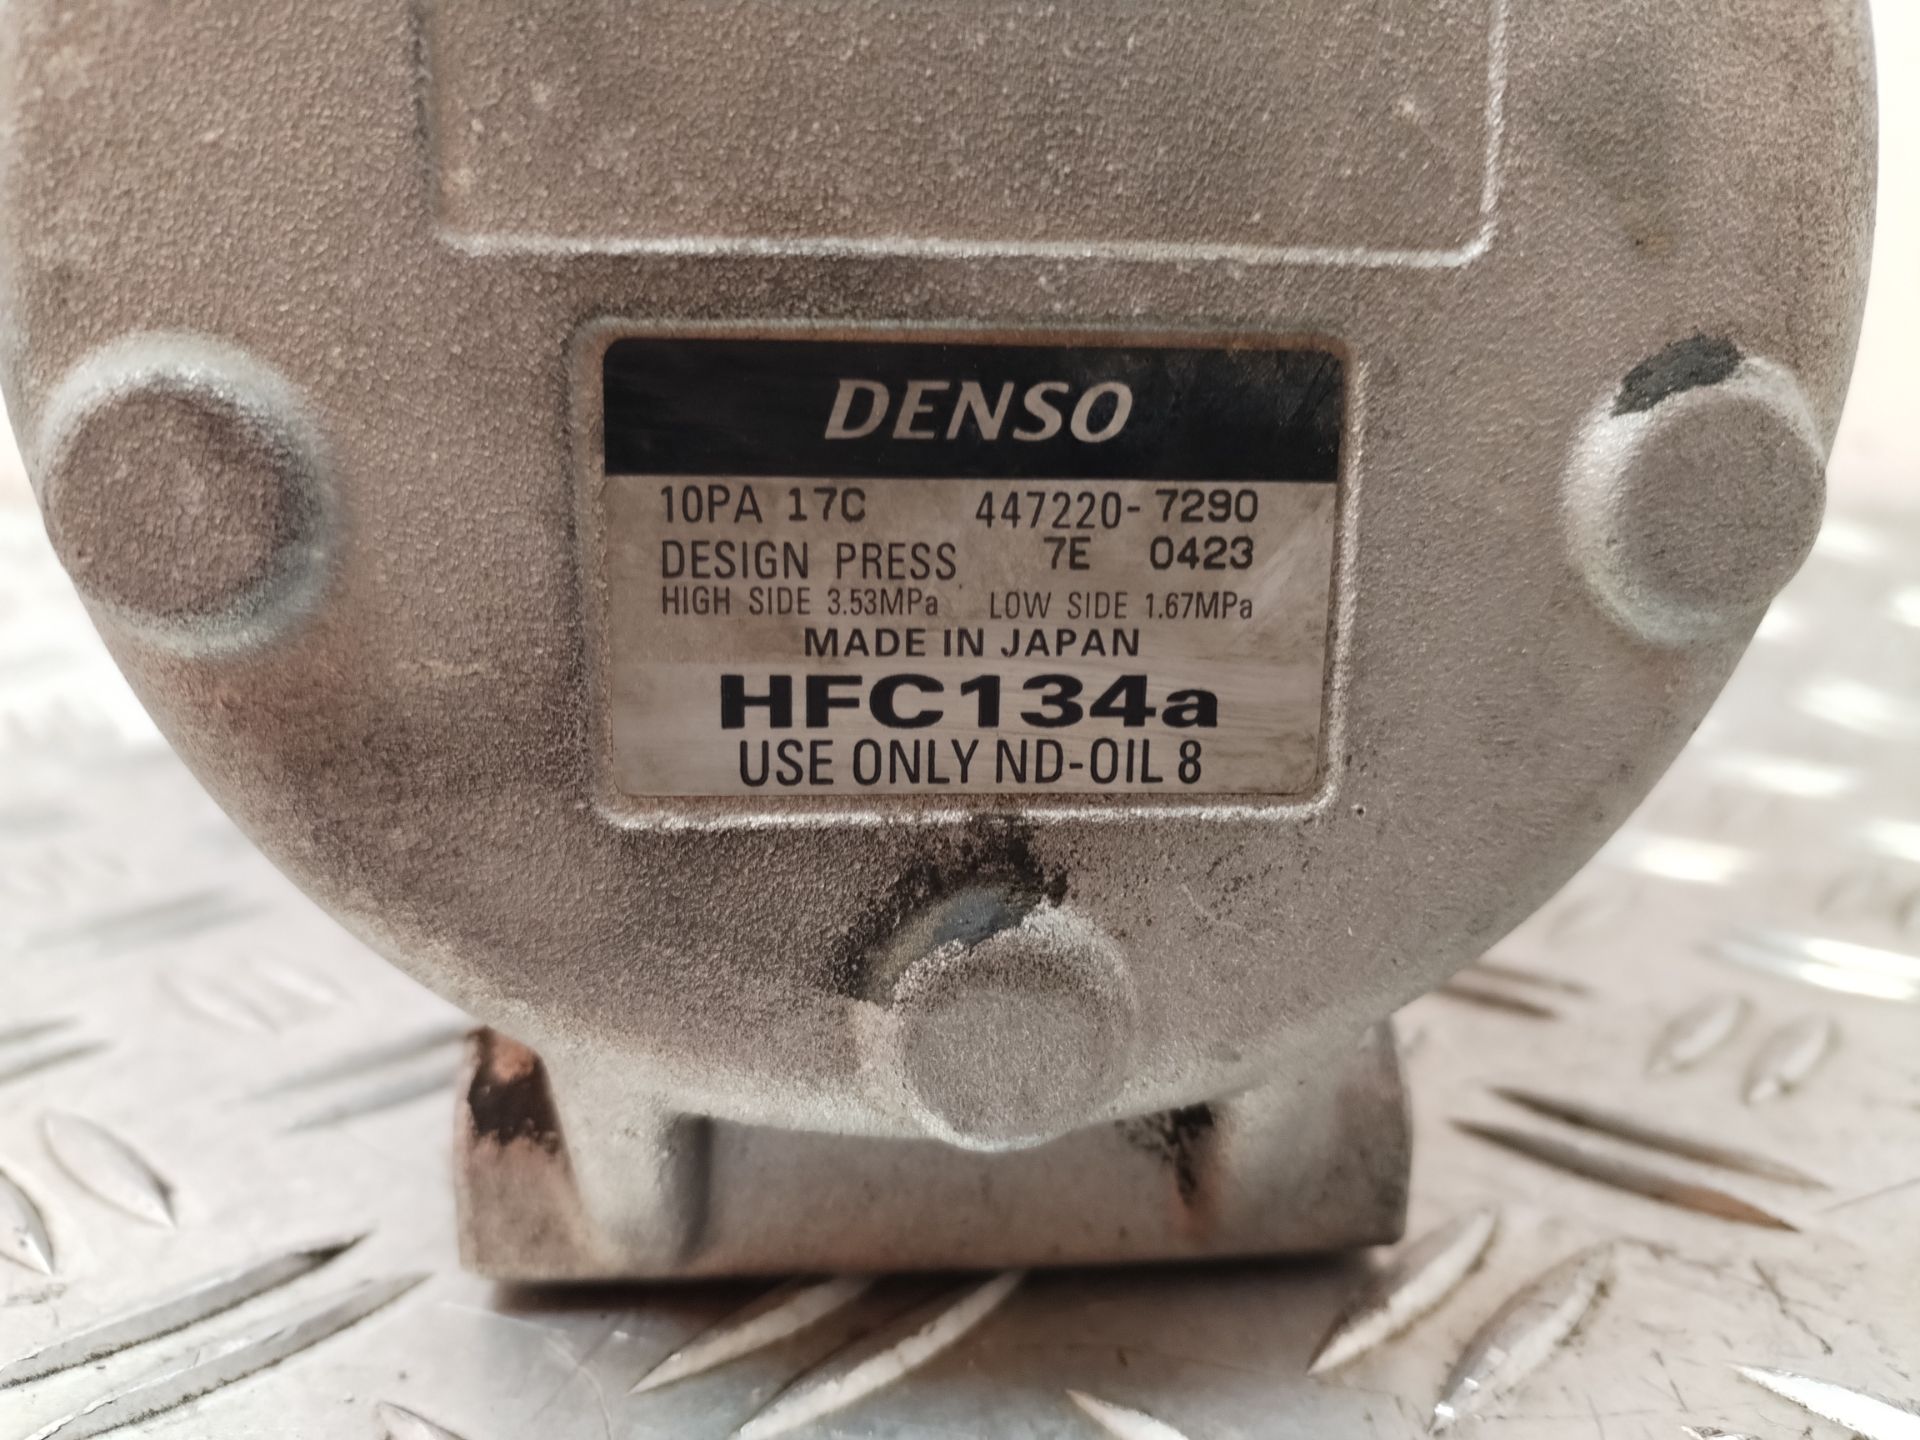 DENSO
10PA 17C 447220-7290
DESIGN PRESS 7E 0423
HIGH SIDE 3.53MPa LOW SIDE 1.67MPa
MADE IN JAPAN
HFC134a
USE ONLY ND-OIL 8